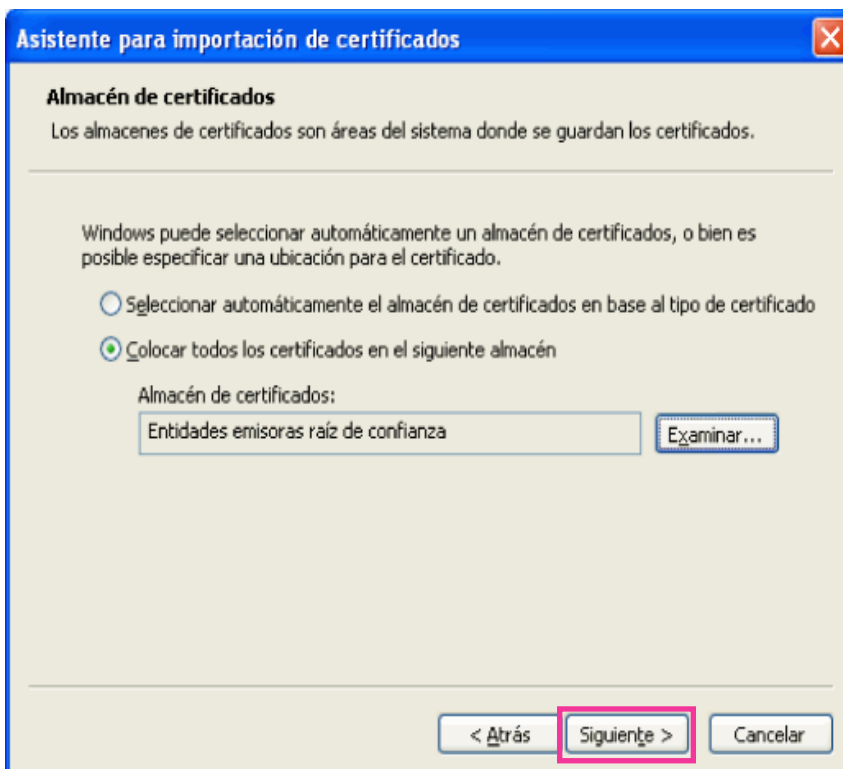 Asistente para importación de certificados
Almacén de certificados
Los almacenes de certificados son áreas del sistema donde se guardan los certificados.
Windows puede seleccionar automáticamente un almacén de certificados, o bien es
posible especificar una ubicación para el certificado.
Seleccionar automáticamente el almacén de certificados en base al tipo de certificado
Colocar todos los certificados en el siguiente almacén
Almacén de certificados:
Entidades emisoras raíz de confianza
Examinar...
< Atrás
Siguiente >
Cancelar